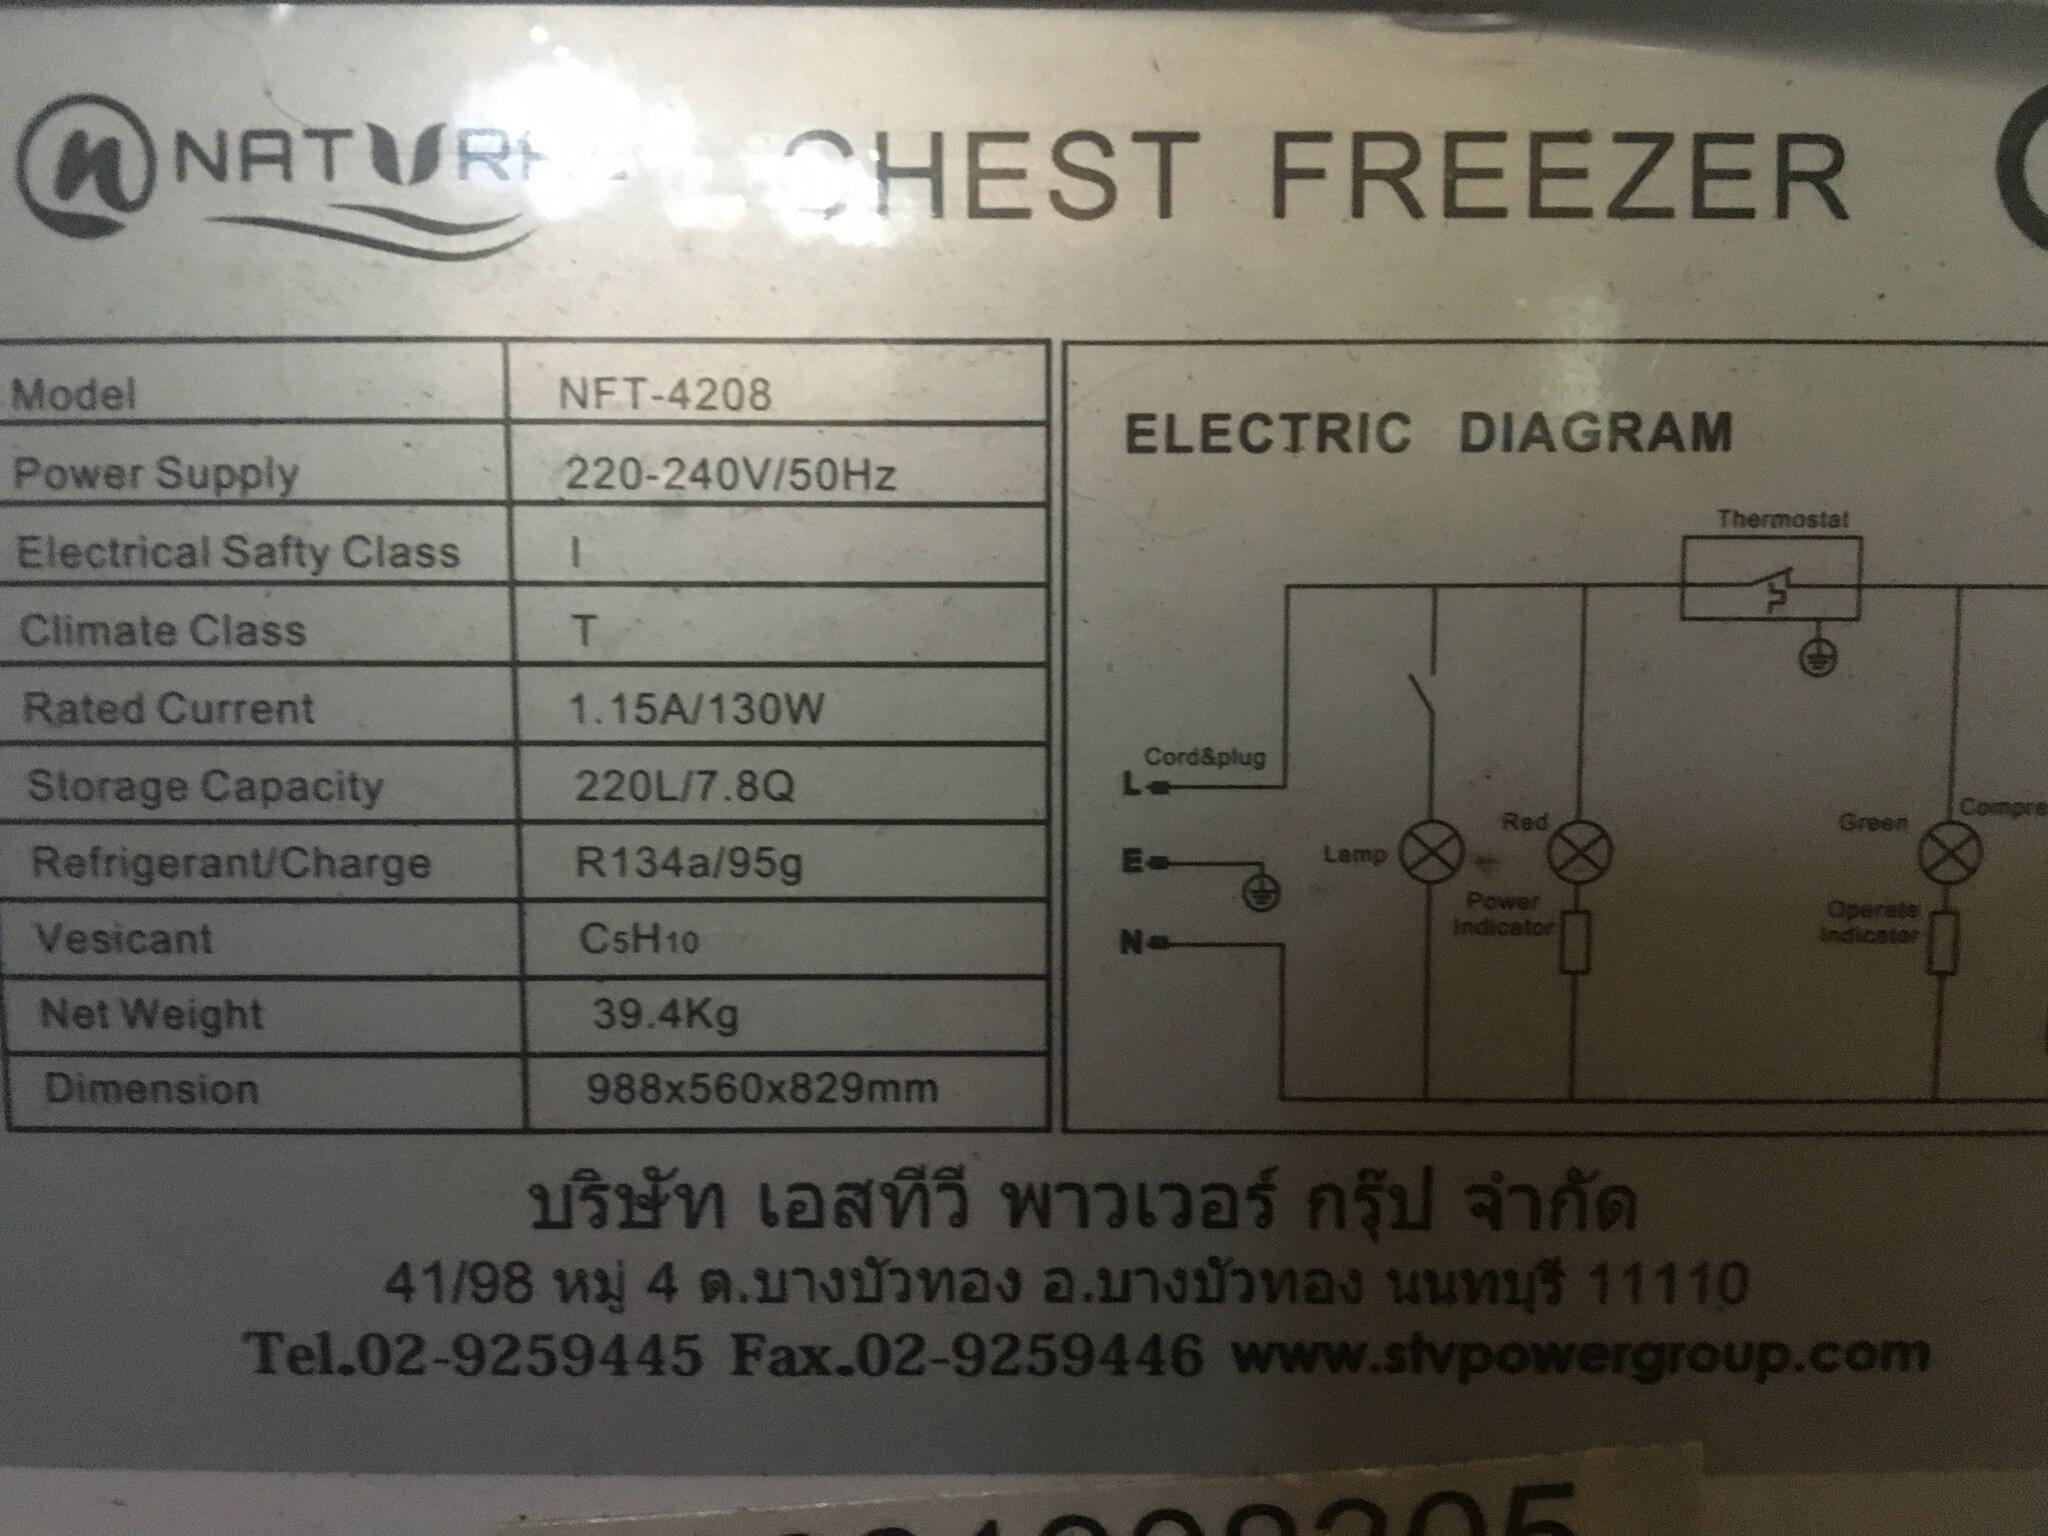 CHEST FREEZER
Model NFT-4208
Power Supply 220-240V/50Hz
Electrical Safty Class I
Climate Class T
Rated Current 1.15A/130W
Storage Capacity 220L/7.8Q
Refrigerant/Charge R134a/95g
Vesicant C5H10
Net Weight 39.4Kg
Dimension 988x560x829mm
ELECTRIC DIAGRAM
Thermostat
Cord&plug
L
E
N
Lamp
Red
Power
Indicator
Green
Operate
Indicator
บริษัท เอสทีวี พาวเวอร์ กรุ๊ป จำกัด
41/98 หมู่ 4 ต.บางบัวทอง อ.บางบัวทอง นนทบุรี 11110
Tel.02-9259445 Fax.02-9259446 www.stvpowergroup.com